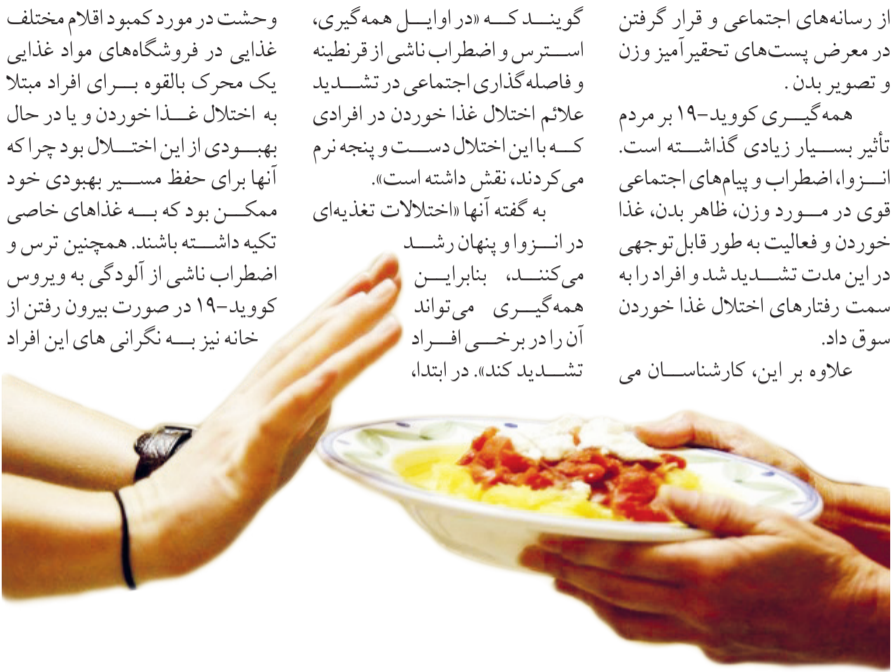 از رسانه‌های اجتماعی و قرار گرفتن
در معرض پست‌های تحقیرآمیز وزن
و تصویر بدن .
همه‌گیری کووید-۱۹ بر مردم
تأثیر بسیار زیادی گذاشته است.
انزوا، اضطراب و پیام‌های اجتماعی
قوی در مورد وزن، ظاهر بدن، غذا
خوردن و فعالیت به طور قابل توجهی
در این مدت تشدید شد و افراد را به
سمت رفتارهای اختلال غذا خوردن
سوق داد.
علاوه بر این، کارشناسان می
گویند که «در اوایل همه‌گیری،
استرس و اضطراب ناشی از قرنطینه
و فاصله‌گذاری اجتماعی در تشدید
علائم اختلال غذا خوردن در افرادی
که با این اختلال دست و پنجه نرم
می‌کردند، نقش داشته است».
به گفته آنها «اختلالات تغذیه‌ای
در انزوا و پنهان رشد
می‌کنند، بنابراین
همه‌گیری می‌تواند
آن را در برخی افراد
تشدید کند». در ابتدا،
وحشت در مورد کمبود اقلام مختلف
غذایی در فروشگاه‌های مواد غذایی
یک محرک بالقوه برای افراد مبتلا
به اختلال غذا خوردن و یا در حال
بهبودی از این اختلال بود چرا که
آنها برای حفظ مسیر بهبودی خود
ممکن بود که به غذاهای خاصی
تکیه داشته باشند. همچنین ترس و
اضطراب ناشی از آلودگی به ویروس
کووید-۱۹ در صورت بیرون رفتن از
خانه نیز به نگرانی های این افراد